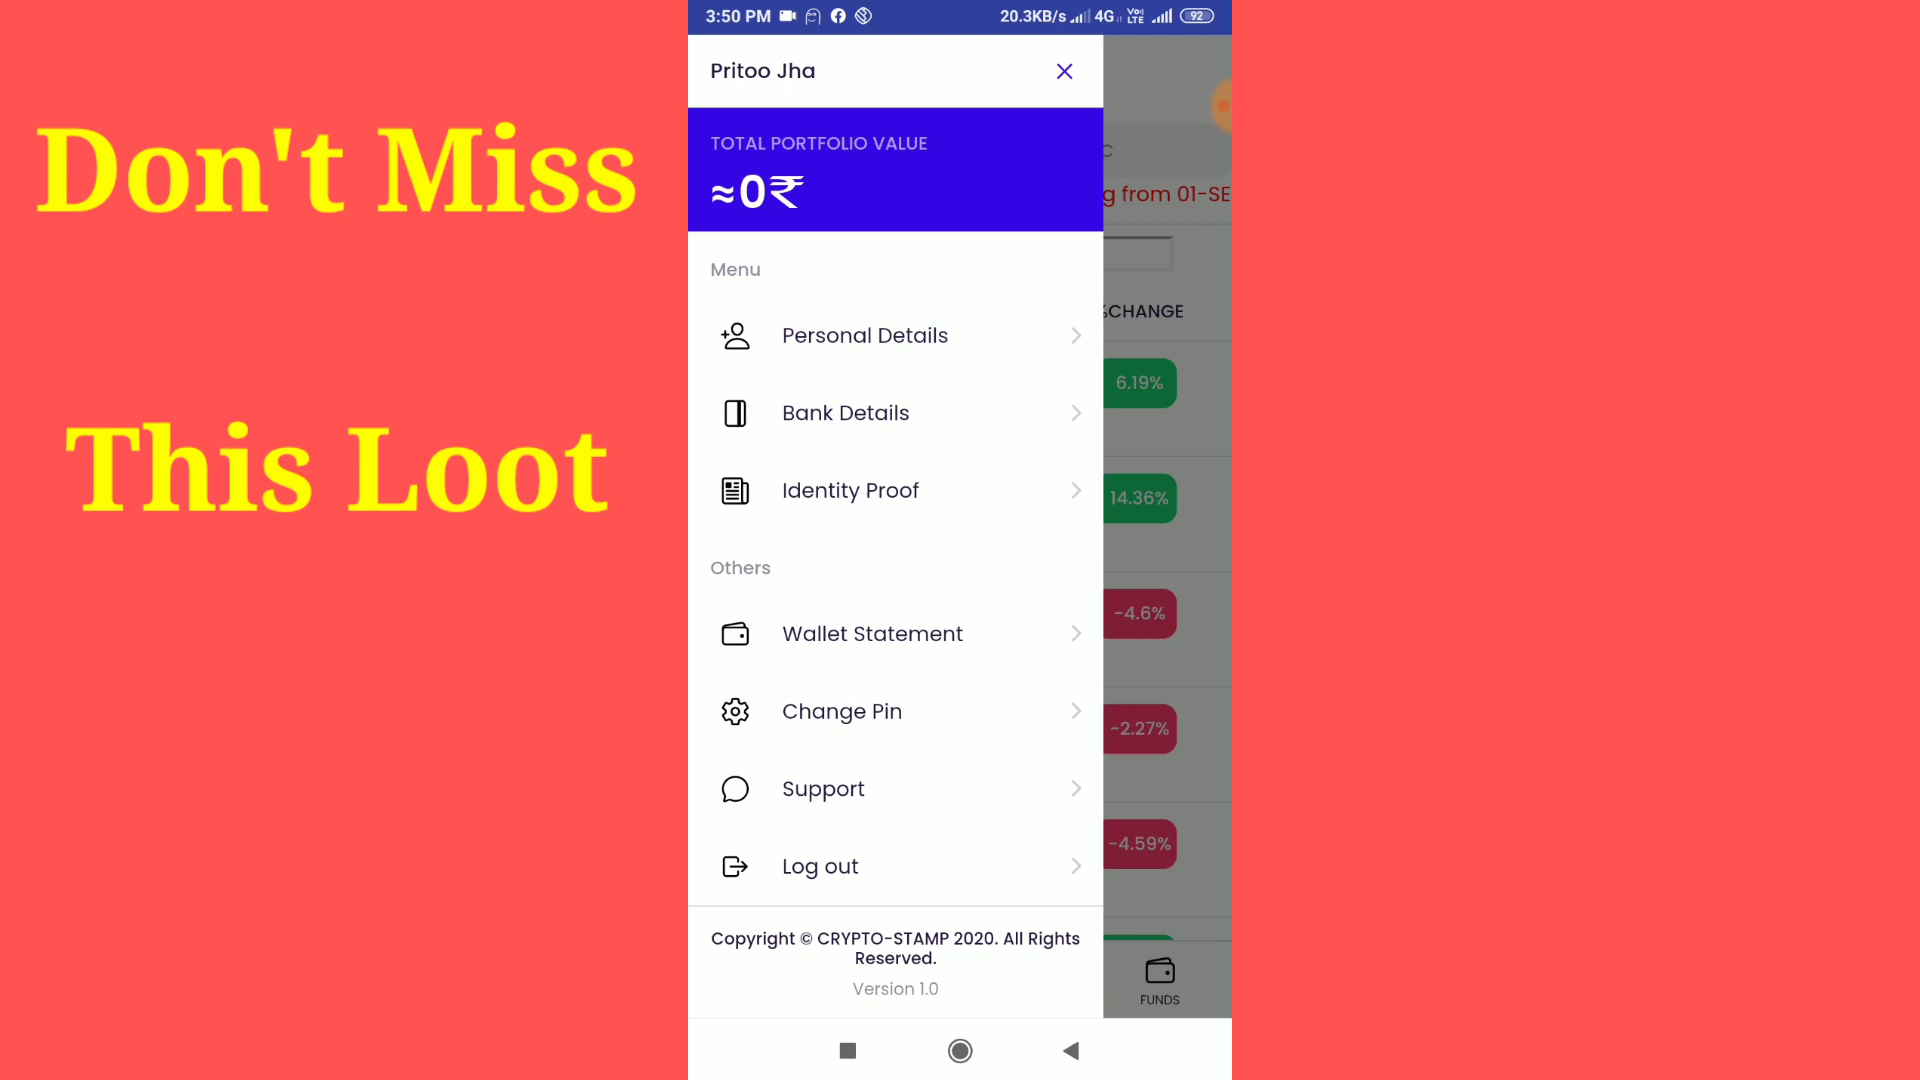 3:50 PM
20.3KB/s 4G Vo) LTE 92
Don't Miss
This Loot
Pritoo Jha
TOTAL PORTFOLIO VALUE
≈0₹
Menu
Personal Details
Bank Details
Identity Proof
Others
Wallet Statement
Change Pin
Support
Log out
Copyright © CRYPTO-STAMP 2020. All Rights
Reserved.
Version 1.0
C
g from 01-SE
%CHANGE
6.19%
14.36%
-4.6%
-2.27%
-4.59%
FUNDS